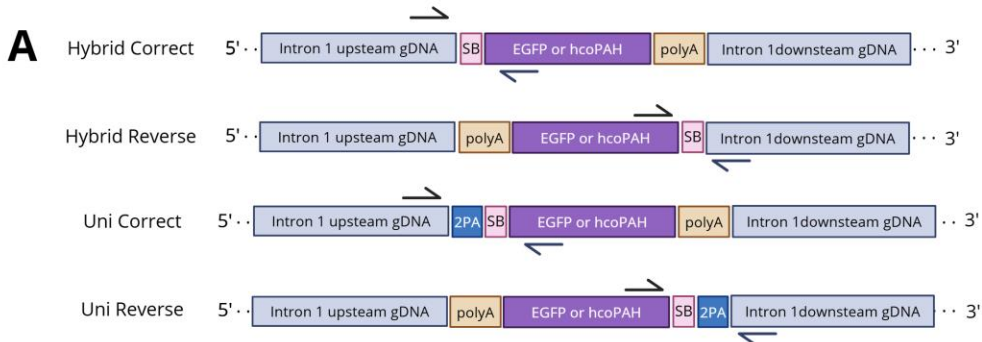 A
Hybrid Correct 5'·· Intron 1 upsteam gDNA SB EGFP or hcoPAH polyA Intron 1downsteam gDNA ··· 3'
Hybrid Reverse 5'·· Intron 1 upsteam gDNA polyA EGFP or hcoPAH SB Intron 1downsteam gDNA ··· 3'
Uni Correct 5'·· Intron 1 upsteam gDNA 2PA SB EGFP or hcoPAH polyA Intron 1downsteam gDNA ··· 3'
Uni Reverse 5'·· Intron 1 upsteam gDNA polyA EGFP or hcoPAH SB 2PA Intron 1downsteam gDNA ··· 3'